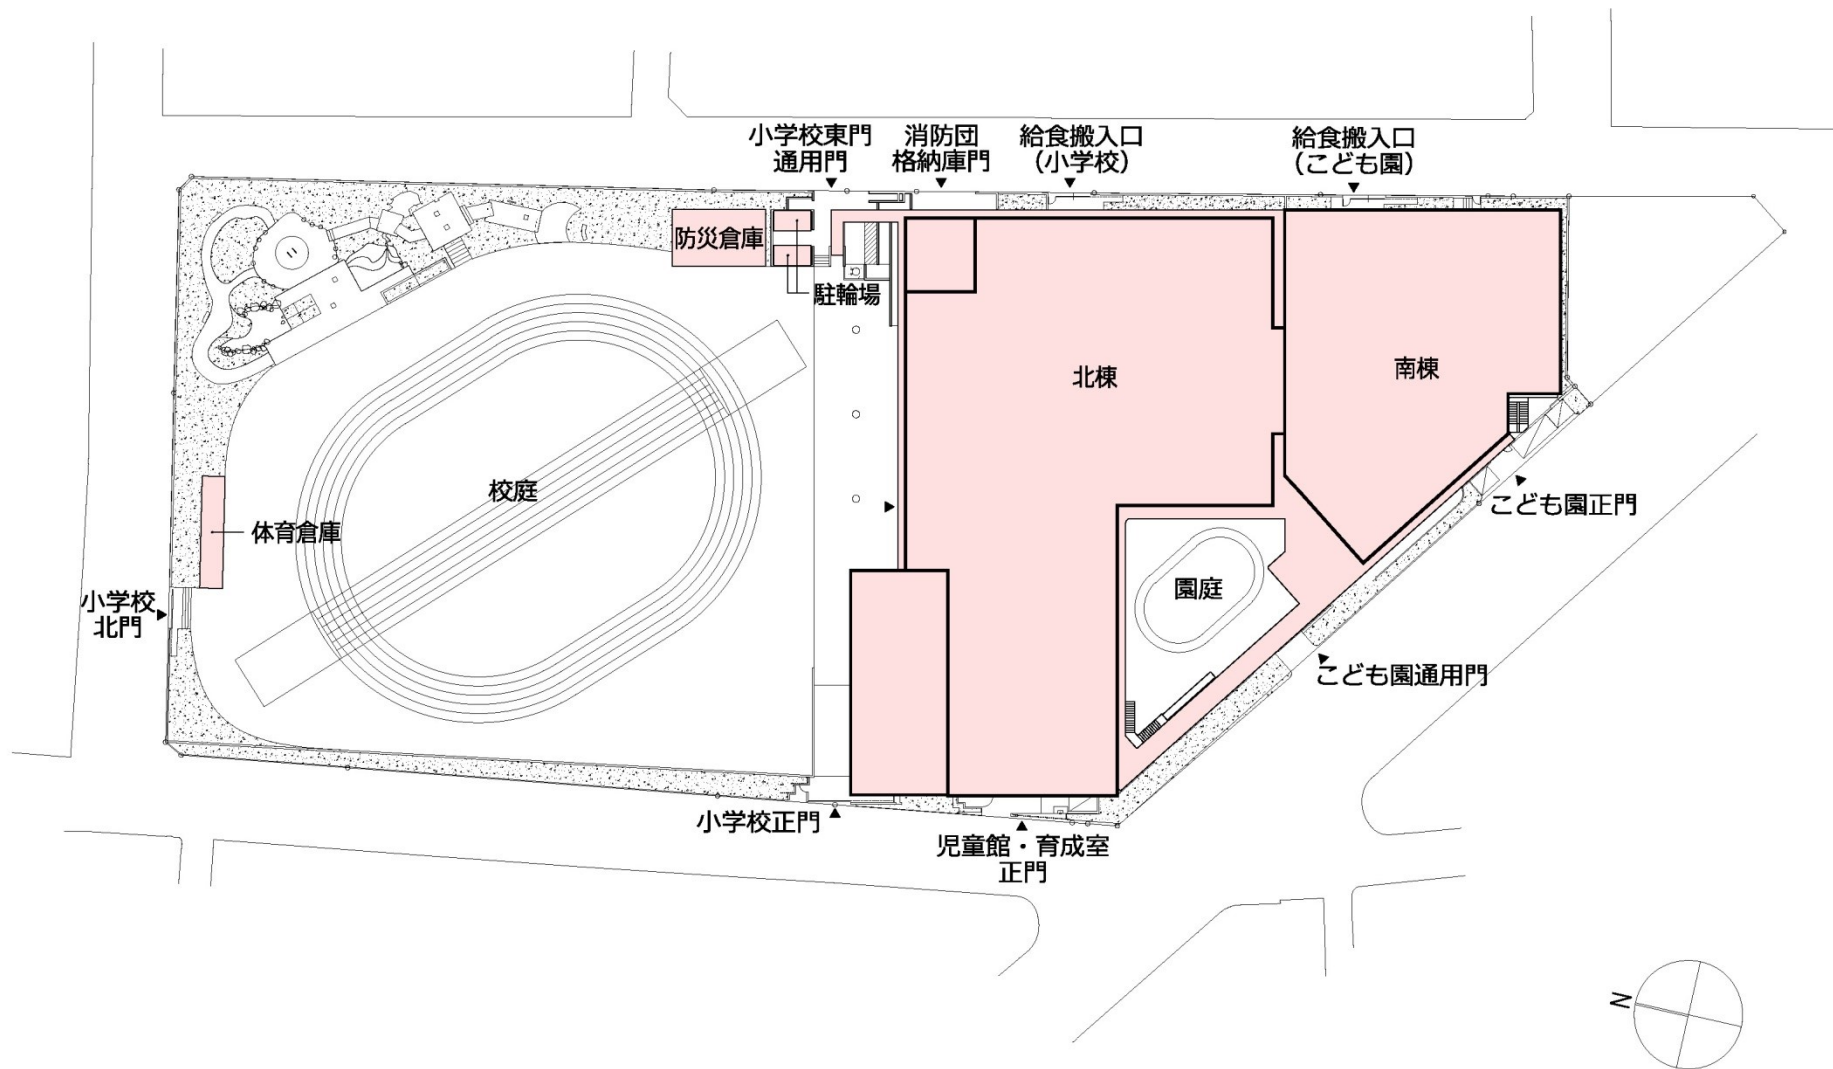 小学校東門
通用門
消防団
格納庫門
給食搬入口
(小学校)
給食搬入口
(こども園)
防災倉庫
駐輪場
北棟
南棟
校庭
体育倉庫
こども園正門
園庭
小学校
北門
こども園通用門
小学校正門
児童館・育成室
正門
N